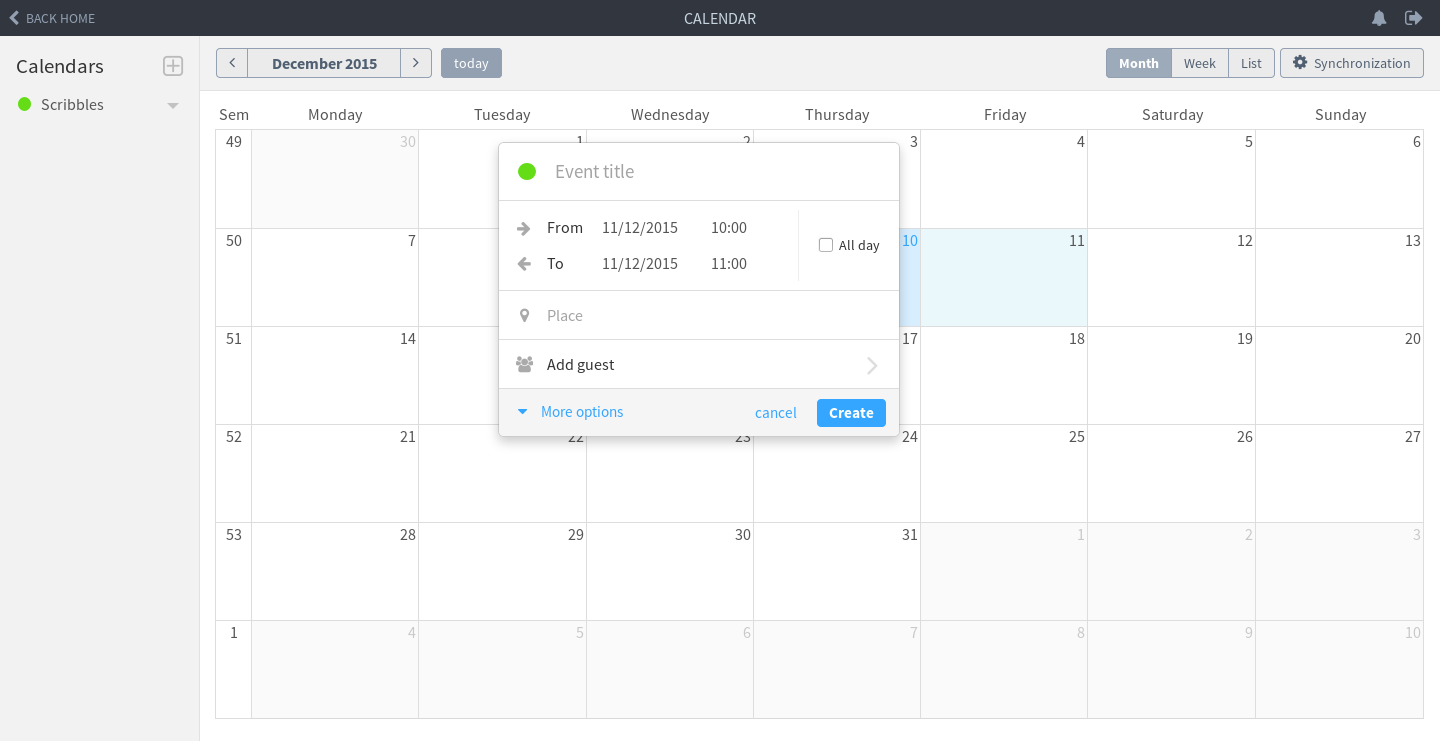 BACK HOME
CALENDAR
Calendars
Scribbles
December 2015
today
Month Week List Synchronization
Sem Monday Tuesday Wednesday Thursday Friday Saturday Sunday
49 30 1 2 3 4 5 6
Event title
From 11/12/2015 10:00
To 11/12/2015 11:00
All day
Place
Add guest
More options cancel Create
50 7 10 11 12 13
51 14 17 18 19 20
52 21 22 23 24 25 26 27
53 28 29 30 31 1 2 3
1 4 5 6 7 8 9 10